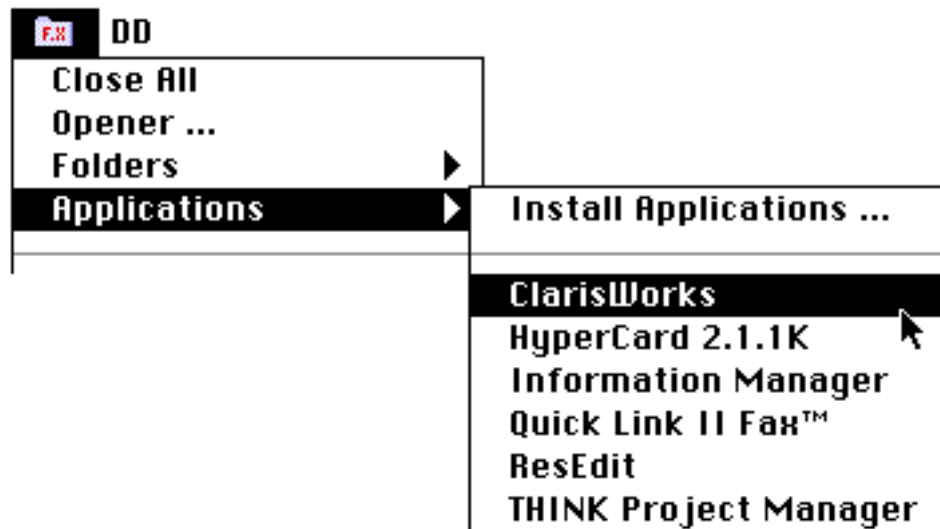 F.X DD
Close All
Opener ...
Folders
Applications
Install Applications ...
ClarisWorks
HyperCard 2.1.1K
Information Manager
Quick Link II Fax™
ResEdit
THINK Project Manager